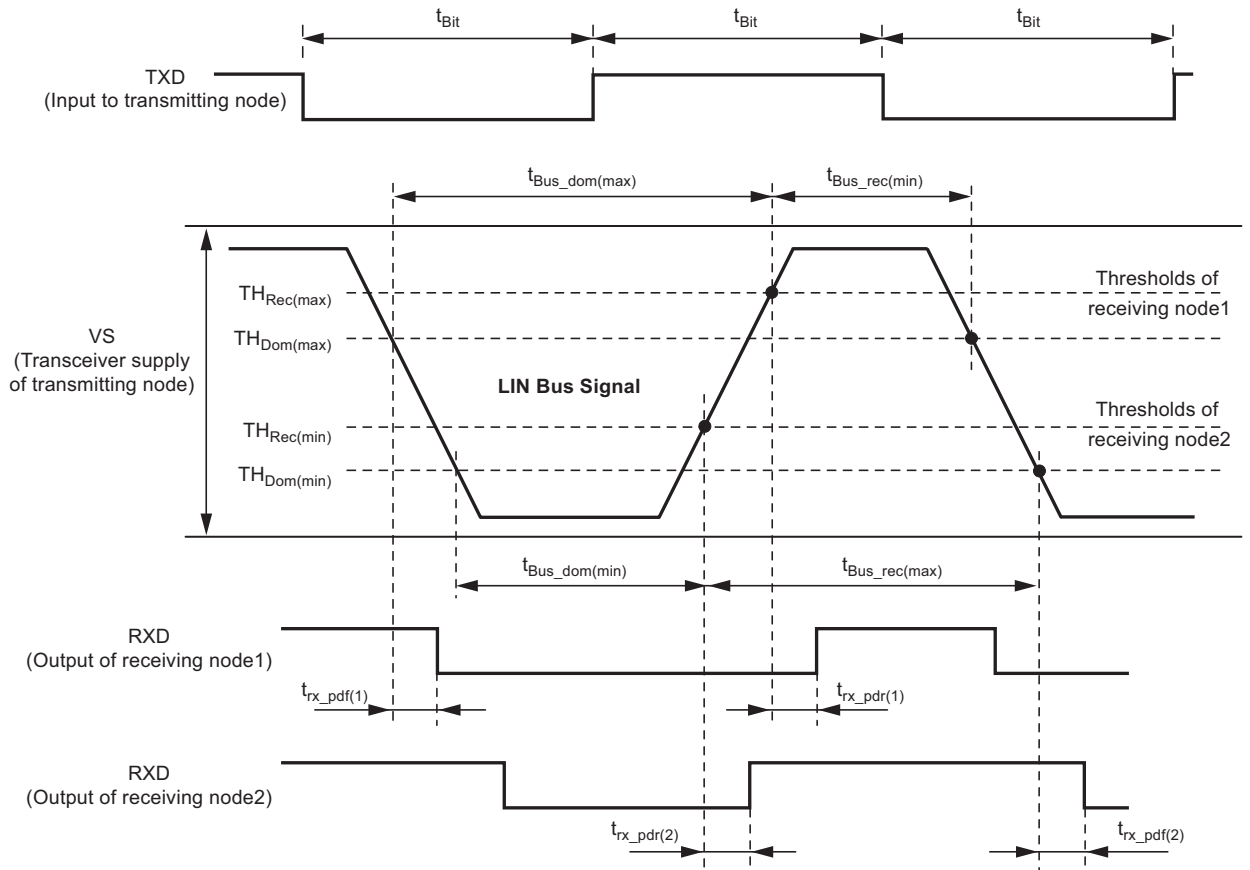 tBit
tBit
tBit
TXD
(Input to transmitting node)
tBus_dom(max)
tBus_rec(min)
THRec(max)
Thresholds of
receiving node1
THDom(max)
VS
(Transceiver supply
of transmitting node)
LIN Bus Signal
THRec(min)
Thresholds of
receiving node2
THDom(min)
tBus_dom(min)
tBus_rec(max)
RXD
(Output of receiving node1)
trx_pdf(1)
trx_pdr(1)
RXD
(Output of receiving node2)
trx_pdr(2)
trx_pdf(2)